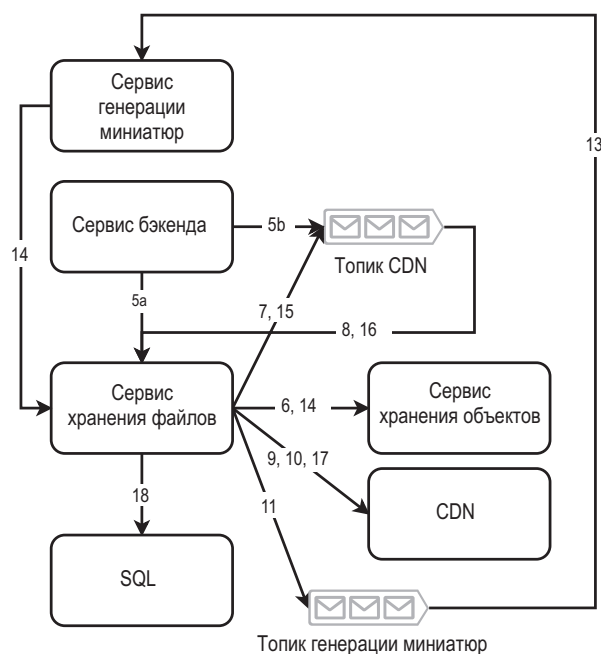 Сервис
генерации
миниатюр
13
Сервис бэкенда
5b
14
Топик CDN
5a
7, 15
8, 16
Сервис
хранения файлов
6, 14
Сервис
хранения объектов
9, 10, 17
18
11
CDN
SQL
Топик генерации миниатюр